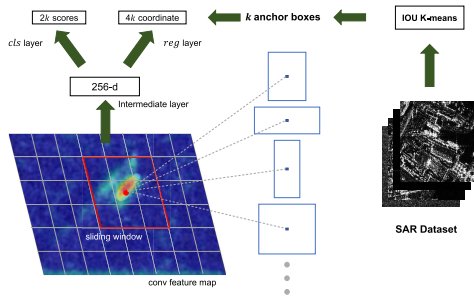 2k scores
4k coordinate
k anchor boxes
IOU K-means
cls layer
reg layer
256-d
Intermediate layer
sliding window
conv feature map
SAR Dataset